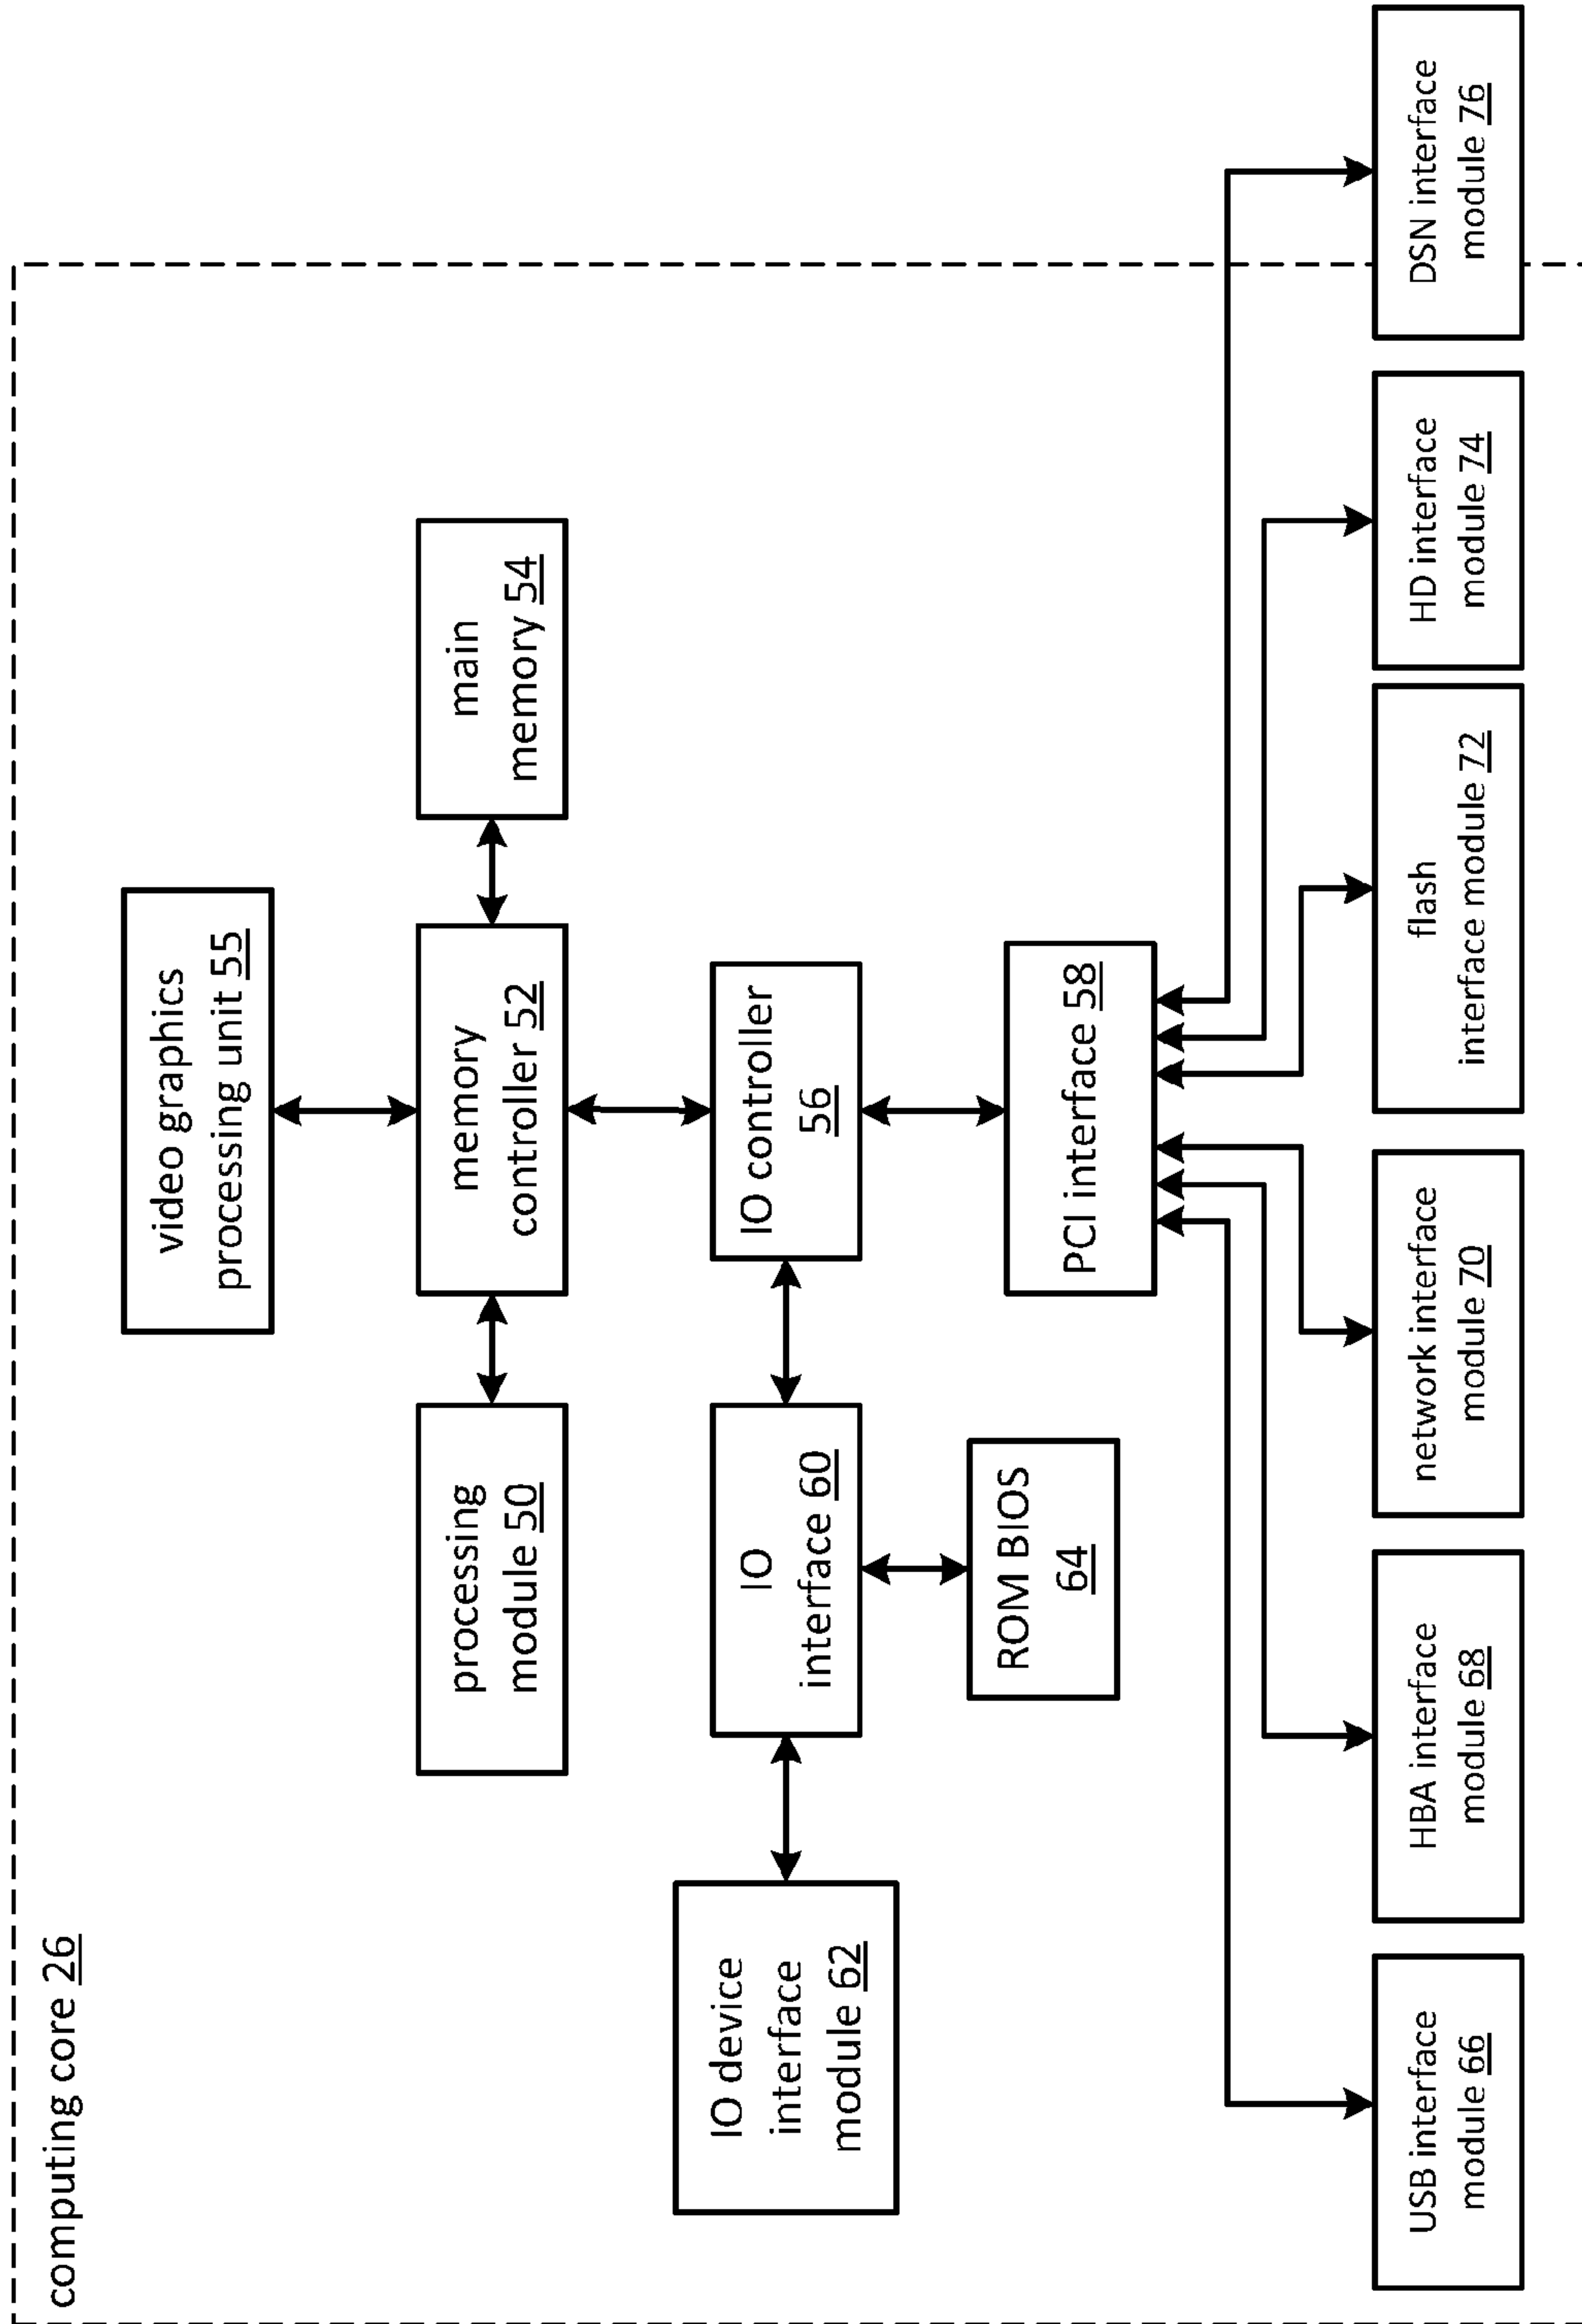 computing core 26
video graphics
processing unit 55
processing
module 50
memory
controller 52
main
memory 54
IO device
interface
module 62
IO
interface 60
IO controller
56
ROM BIOS
64
PCI interface 58
USB interface
module 66
HBA interface
module 68
network interface
module 70
flash
interface module 72
HD interface
module 74
DSN interface
module 76